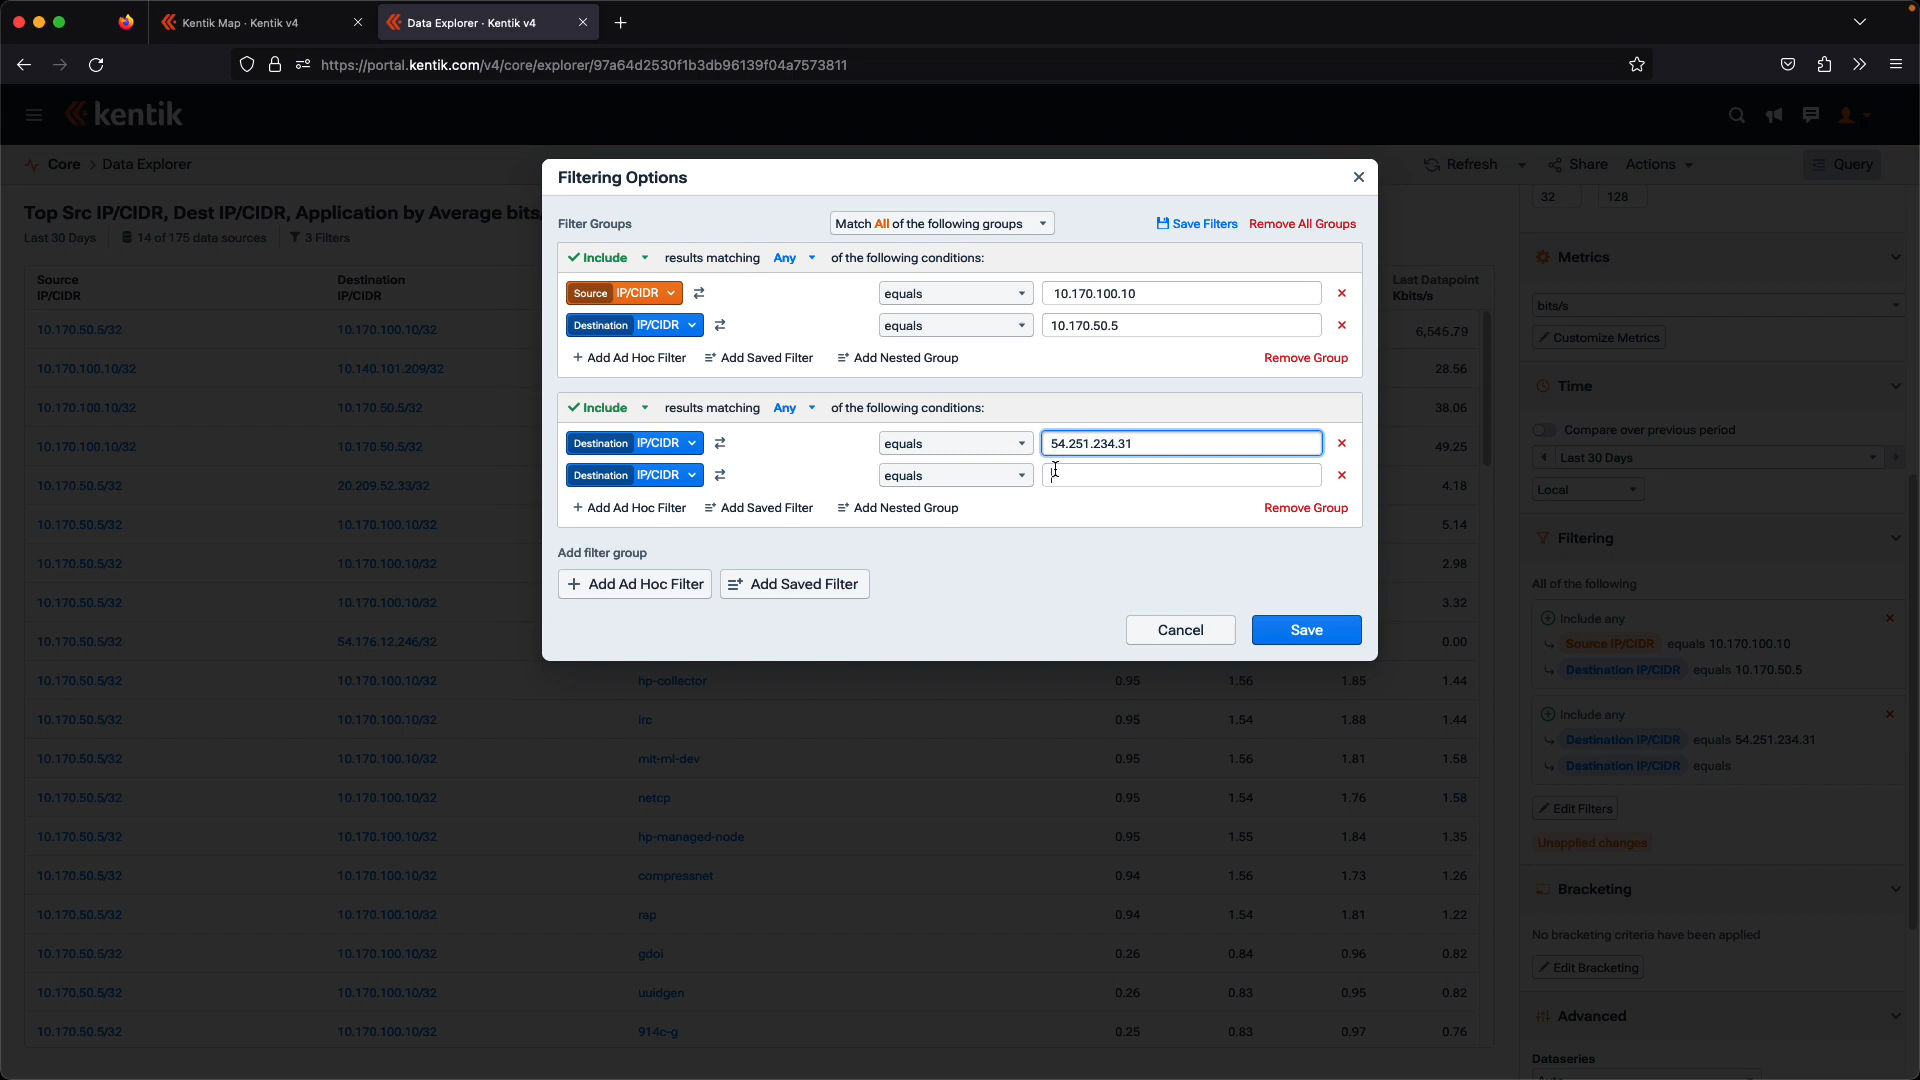 Kentik Map · Kentik v4
Data Explorer · Kentik v4
https://portal.kentik.com/v4/core/explorer/97a64d2530f1b3db96139f04a7573811
kentik
Core > Data Explorer
Refresh
Share
Actions
Query
Top Src IP/CIDR, Dest IP/CIDR, Application by Average bits
Last 30 Days
14 of 175 data sources
3 Filters
Source IP/CIDR
Destination IP/CIDR
Last Datapoint Kbits/s
10.170.50.5/32 10.170.100.10/32 6,545.79
10.170.100.10/32 10.140.101.209/32 28.56
10.170.100.10/32 10.170.50.5/32 38.06
10.170.50.5/32 10.170.100.10/32 49.25
10.170.50.5/32 20.209.52.33/32 4.18
10.170.50.5/32 10.170.100.10/32 5.14
10.170.50.5/32 10.170.100.10/32 2.98
10.170.50.5/32 10.170.100.10/32 3.32
10.170.50.5/32 54.176.12.246/32 0.00
10.170.50.5/32 10.170.100.10/32 hp-collector 0.95 1.56 1.85 1.44
10.170.50.5/32 10.170.100.10/32 irc 0.95 1.54 1.88 1.44
10.170.50.5/32 10.170.100.10/32 mit-ml-dev 0.95 1.56 1.81 1.58
10.170.50.5/32 10.170.100.10/32 netcp 0.95 1.54 1.76 1.58
10.170.50.5/32 10.170.100.10/32 hp-managed-node 0.95 1.55 1.84 1.35
10.170.50.5/32 10.170.100.10/32 compressnet 0.94 1.56 1.73 1.26
10.170.50.5/32 10.170.100.10/32 rap 0.94 1.54 1.81 1.22
10.170.50.5/32 10.170.100.10/32 gdoi 0.26 0.84 0.96 0.82
10.170.50.5/32 10.170.100.10/32 uuidgen 0.26 0.83 0.95 0.82
10.170.50.5/32 10.170.100.10/32 914c-g 0.25 0.83 0.97 0.76
Filtering Options
Filter Groups
Match All of the following groups
Save Filters
Remove All Groups
Include results matching Any of the following conditions:
Source IP/CIDR equals 10.170.100.10
Destination IP/CIDR equals 10.170.50.5
+ Add Ad Hoc Filter
Add Saved Filter
Add Nested Group
Remove Group
Include results matching Any of the following conditions:
Destination IP/CIDR equals 54.251.234.31
Destination IP/CIDR equals
+ Add Ad Hoc Filter
Add Saved Filter
Add Nested Group
Remove Group
Add filter group
+ Add Ad Hoc Filter
Add Saved Filter
Cancel
Save
32 128
Metrics
bits/s
Customize Metrics
Time
Compare over previous period
Last 30 Days
Local
Filtering
All of the following
Include any
Source IP/CIDR equals 10.170.100.10
Destination IP/CIDR equals 10.170.50.5
Include any
Destination IP/CIDR equals 54.251.234.31
Destination IP/CIDR equals
Edit Filters
Unapplied changes
Bracketing
No bracketing criteria have been applied
Edit Bracketing
Advanced
Dataseries